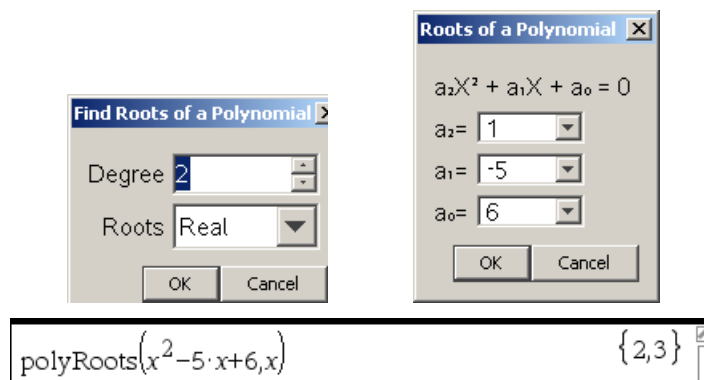 Find Roots of a Polynomial
Degree 2
Roots Real
OK Cancel
Roots of a Polynomial
a₂X² + a₁X + a₀ = 0
a₂= 1
a₁= -5
a₀= 6
OK Cancel
polyRoots(x²-5·x+6,x) {2,3}